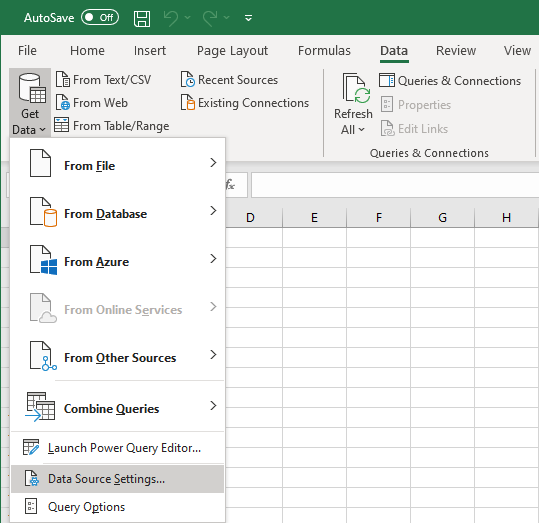 AutoSave Off
File Home Insert Page Layout Formulas Data Review View
Get Data
From Text/CSV
From Web
From Table/Range
Recent Sources
Existing Connections
Refresh All
Queries & Connections
Properties
Edit Links
Queries & Connections
From File
From Database
From Azure
From Online Services
From Other Sources
Combine Queries
Launch Power Query Editor...
Data Source Settings...
Query Options
fx
D E F G H